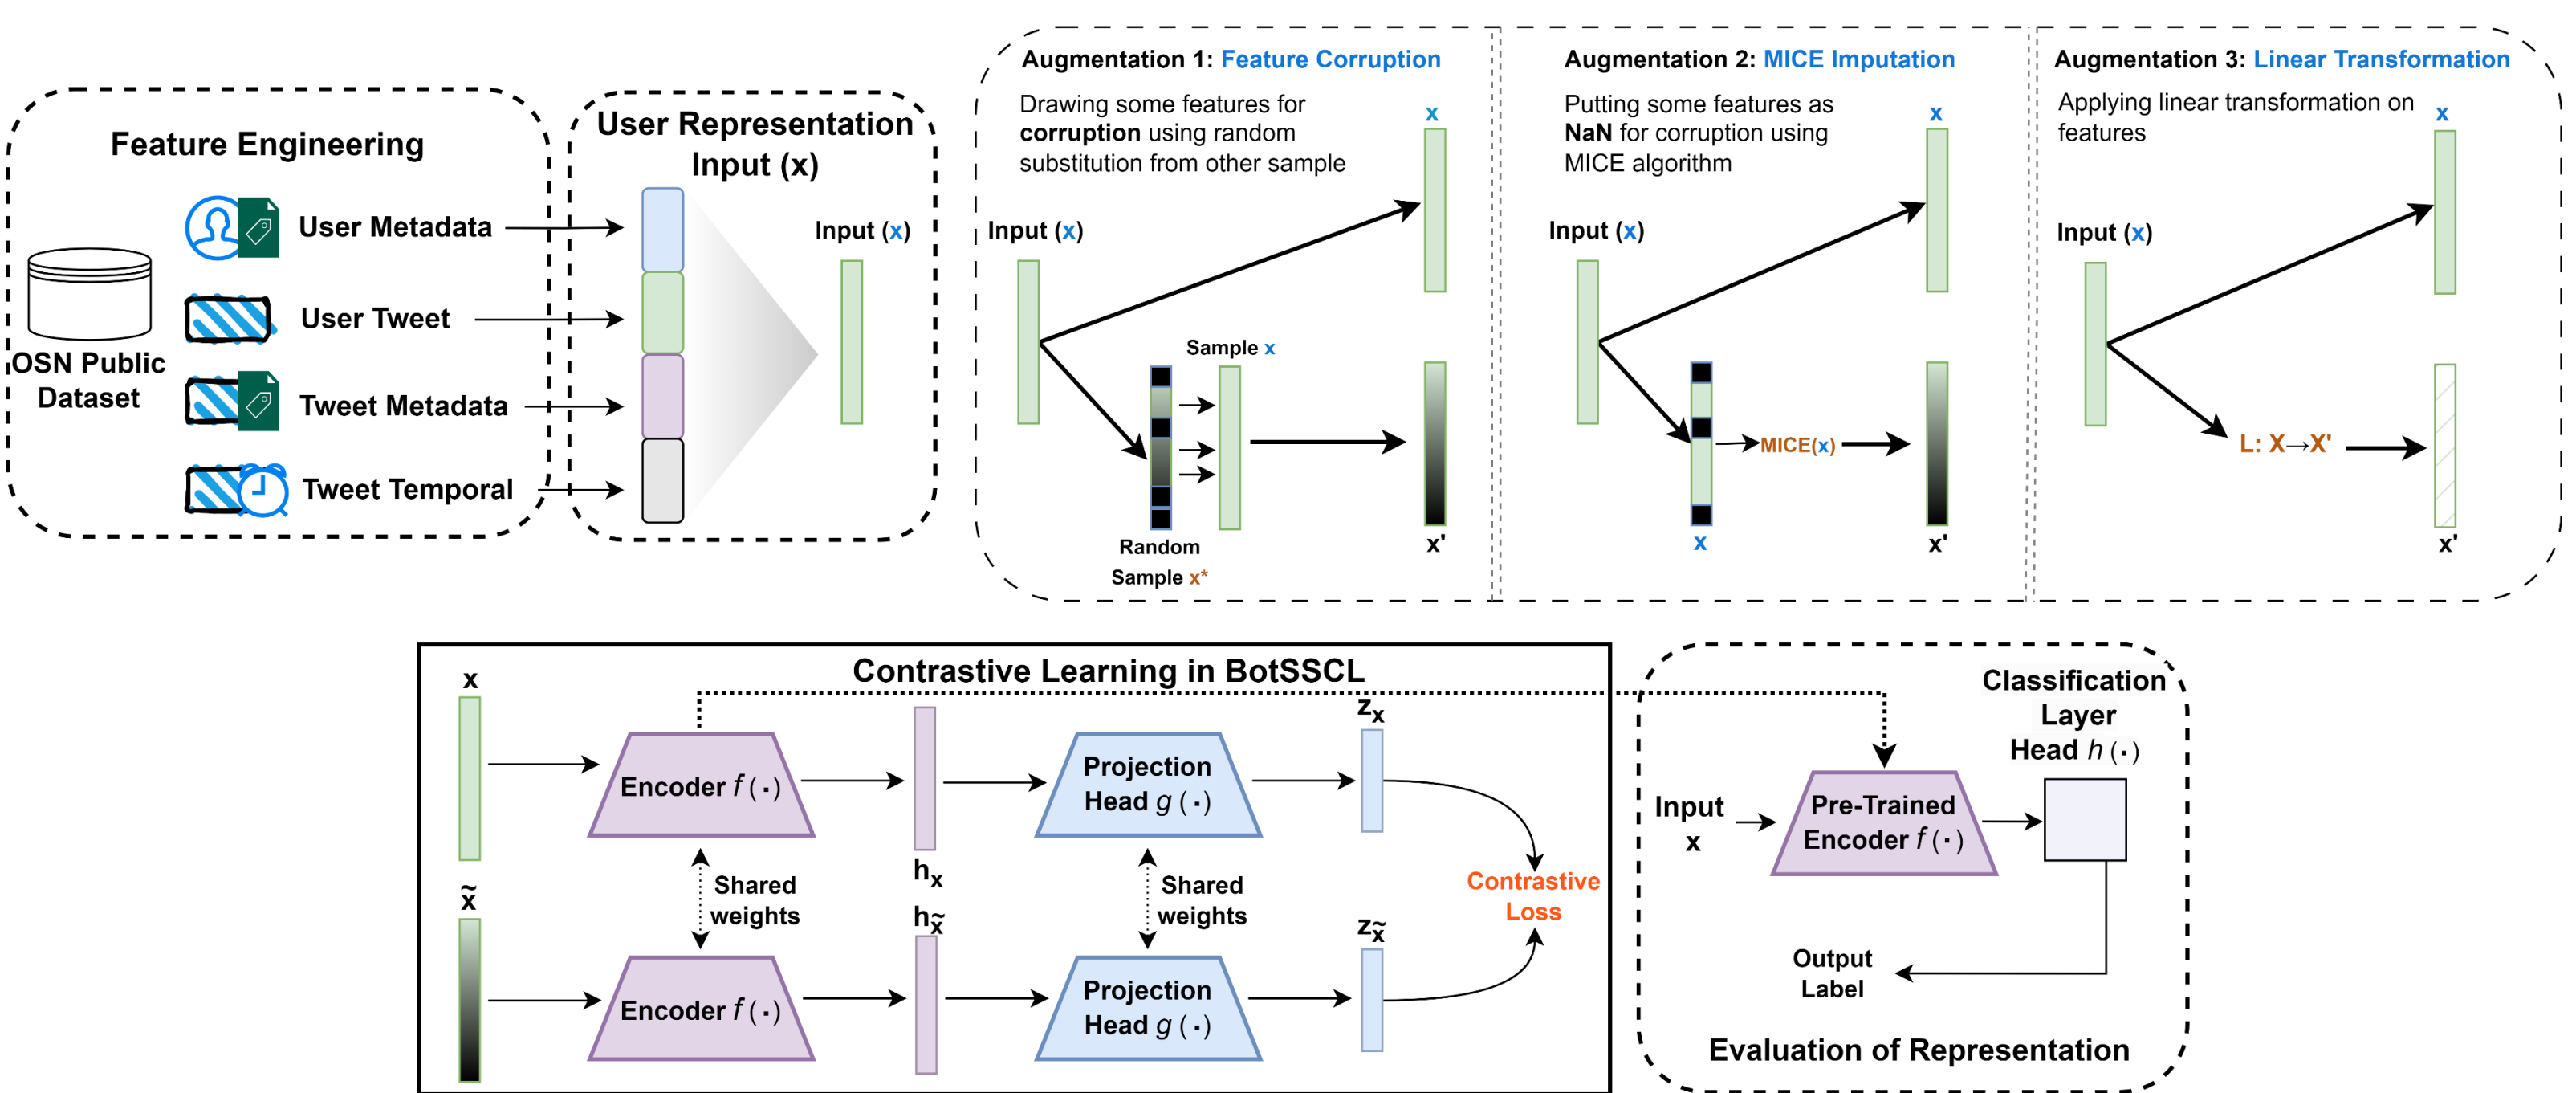 Feature Engineering
OSN Public
Dataset
User Metadata
User Tweet
Tweet Metadata
Tweet Temporal
User Representation
Input (x)
Input (x)
Augmentation 1: Feature Corruption
Drawing some features for
corruption using random
substitution from other sample
x
Input (x)
Sample x
Random
Sample x*
x'
Augmentation 2: MICE Imputation
Putting some features as
NaN for corruption using
MICE algorithm
x
Input (x)
MICE(x)
x
x'
Augmentation 3: Linear Transformation
Applying linear transformation on
features
x
Input (x)
L: X→X'
x'
Contrastive Learning in BotSSCL
x
Encoder f (·)
h_x
Projection
Head g (·)
z_x
Shared
weights
Shared
weights
Contrastive
Loss
x̃
Encoder f (·)
h_x̃
Projection
Head g (·)
z_x̃
Classification
Layer
Head h (·)
Input
x
Pre-Trained
Encoder f (·)
Output
Label
Evaluation of Representation